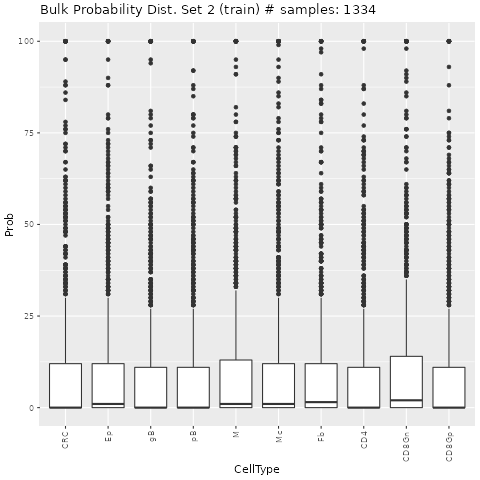 Bulk Probability Dist. Set 2 (train) # samples: 1334
Prob
100
75
50
25
0
CRC
Ep
gB
pB
M
Mc
Fb
CD4
CD8Gn
CD8Gp
CellType